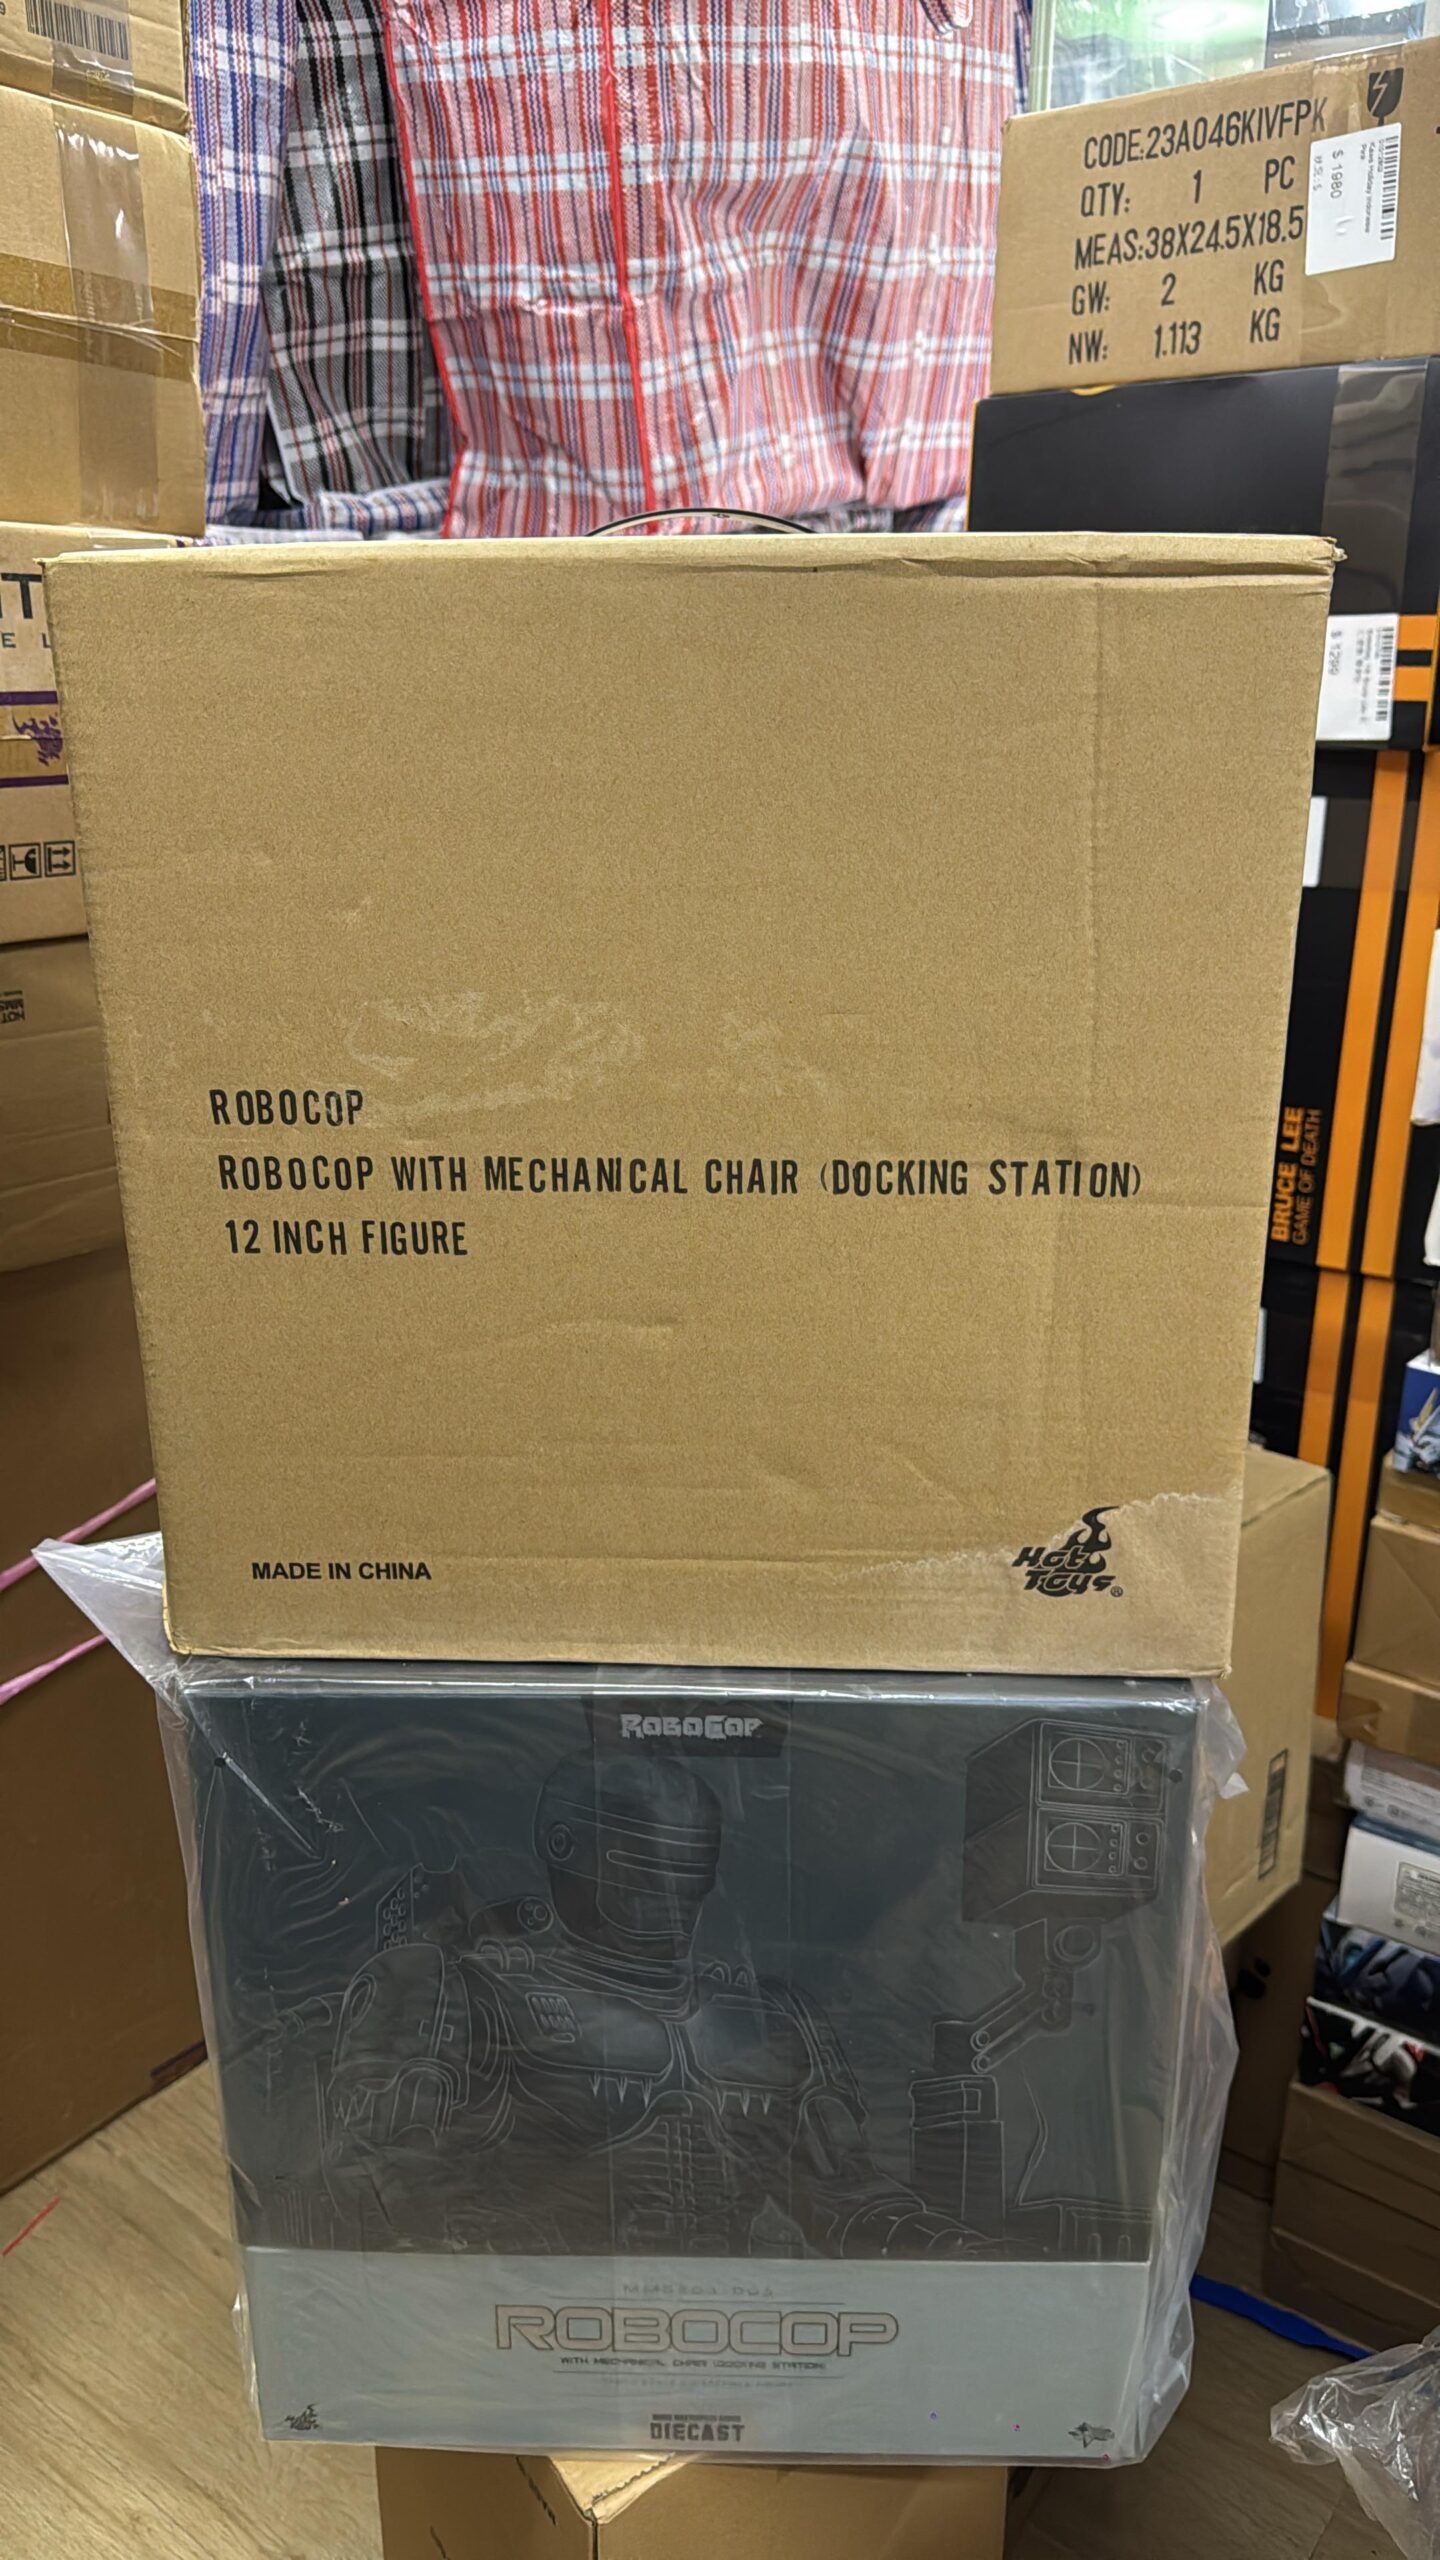 CODE:23A046KIVFPK
QTY: 1 PC
MEAS:38X24.5X18.5
GW: 2 KG
NW: 1.113 KG
$ 1980
$ 1299
BRUCE LEE
GAME OF DEATH
ROBOCOP
ROBOCOP WITH MECHANICAL CHAIR (DOCKING STATION)
12 INCH FIGURE
MADE IN CHINA
Hot
Toys®
ROBOCOP
ROBOCOP
WITH MECHANICAL CHAIR (DOCKING STATION)
DIECAST